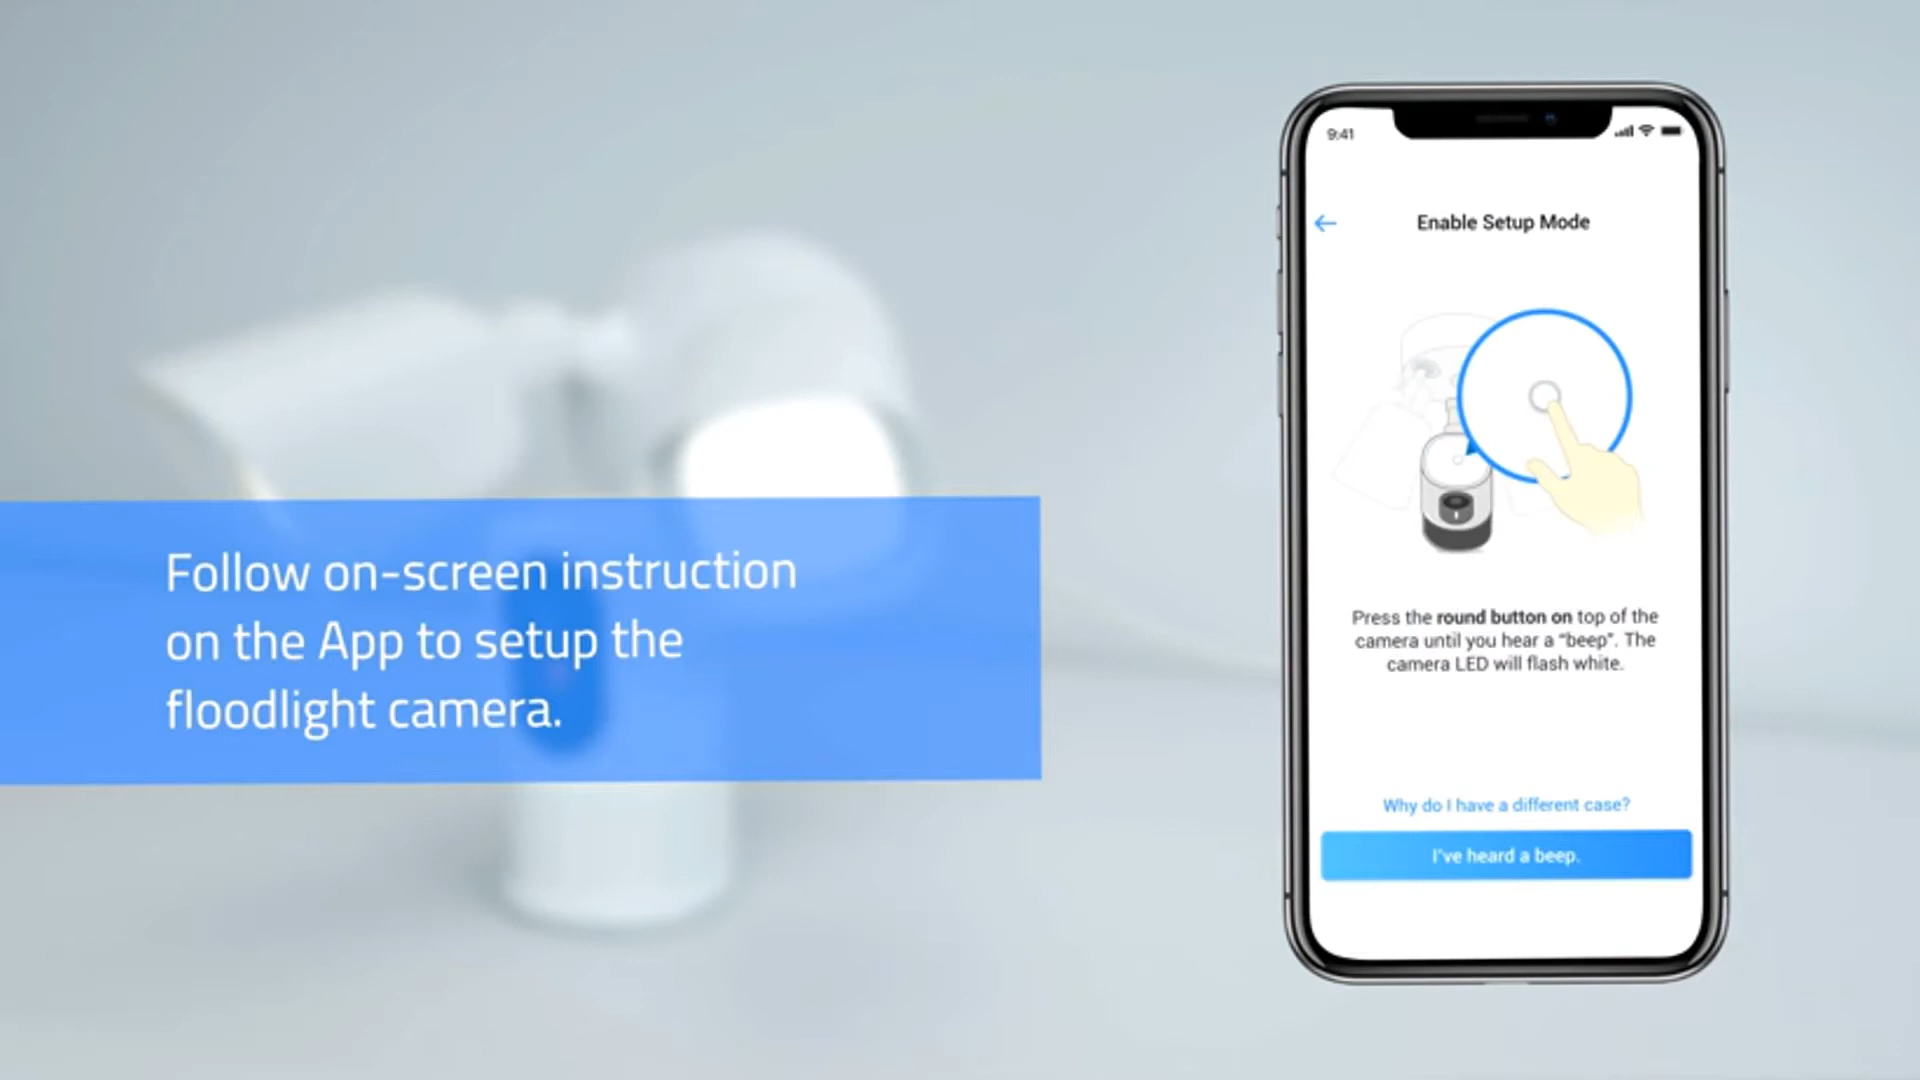 Follow on-screen instruction
on the App to setup the
floodlight camera.
9:41
Enable Setup Mode
Press the round button on top of the
camera until you hear a “beep”. The
camera LED will flash white.
Why do I have a different case?
I've heard a beep.